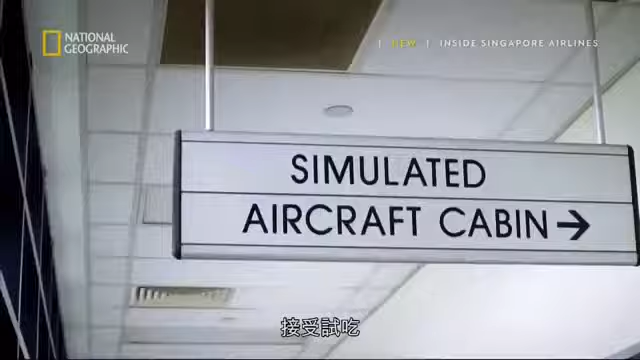 NATIONAL
GEOGRAPHIC
| NEW | INSIDE SINGAPORE AIRLINES
SIMULATED
AIRCRAFT CABIN→
接受試吃